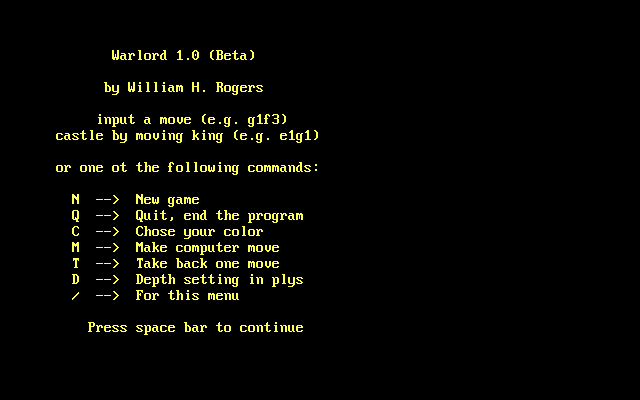 Warlord 1.0 (Beta)
by William H. Rogers
input a move (e.g. g1f3)
castle by moving king (e.g. e1g1)
or one ot the following commands:
N --> New game
Q --> Quit, end the program
C --> Chose your color
M --> Make computer move
T --> Take back one move
D --> Depth setting in plys
/ --> For this menu
Press space bar to continue